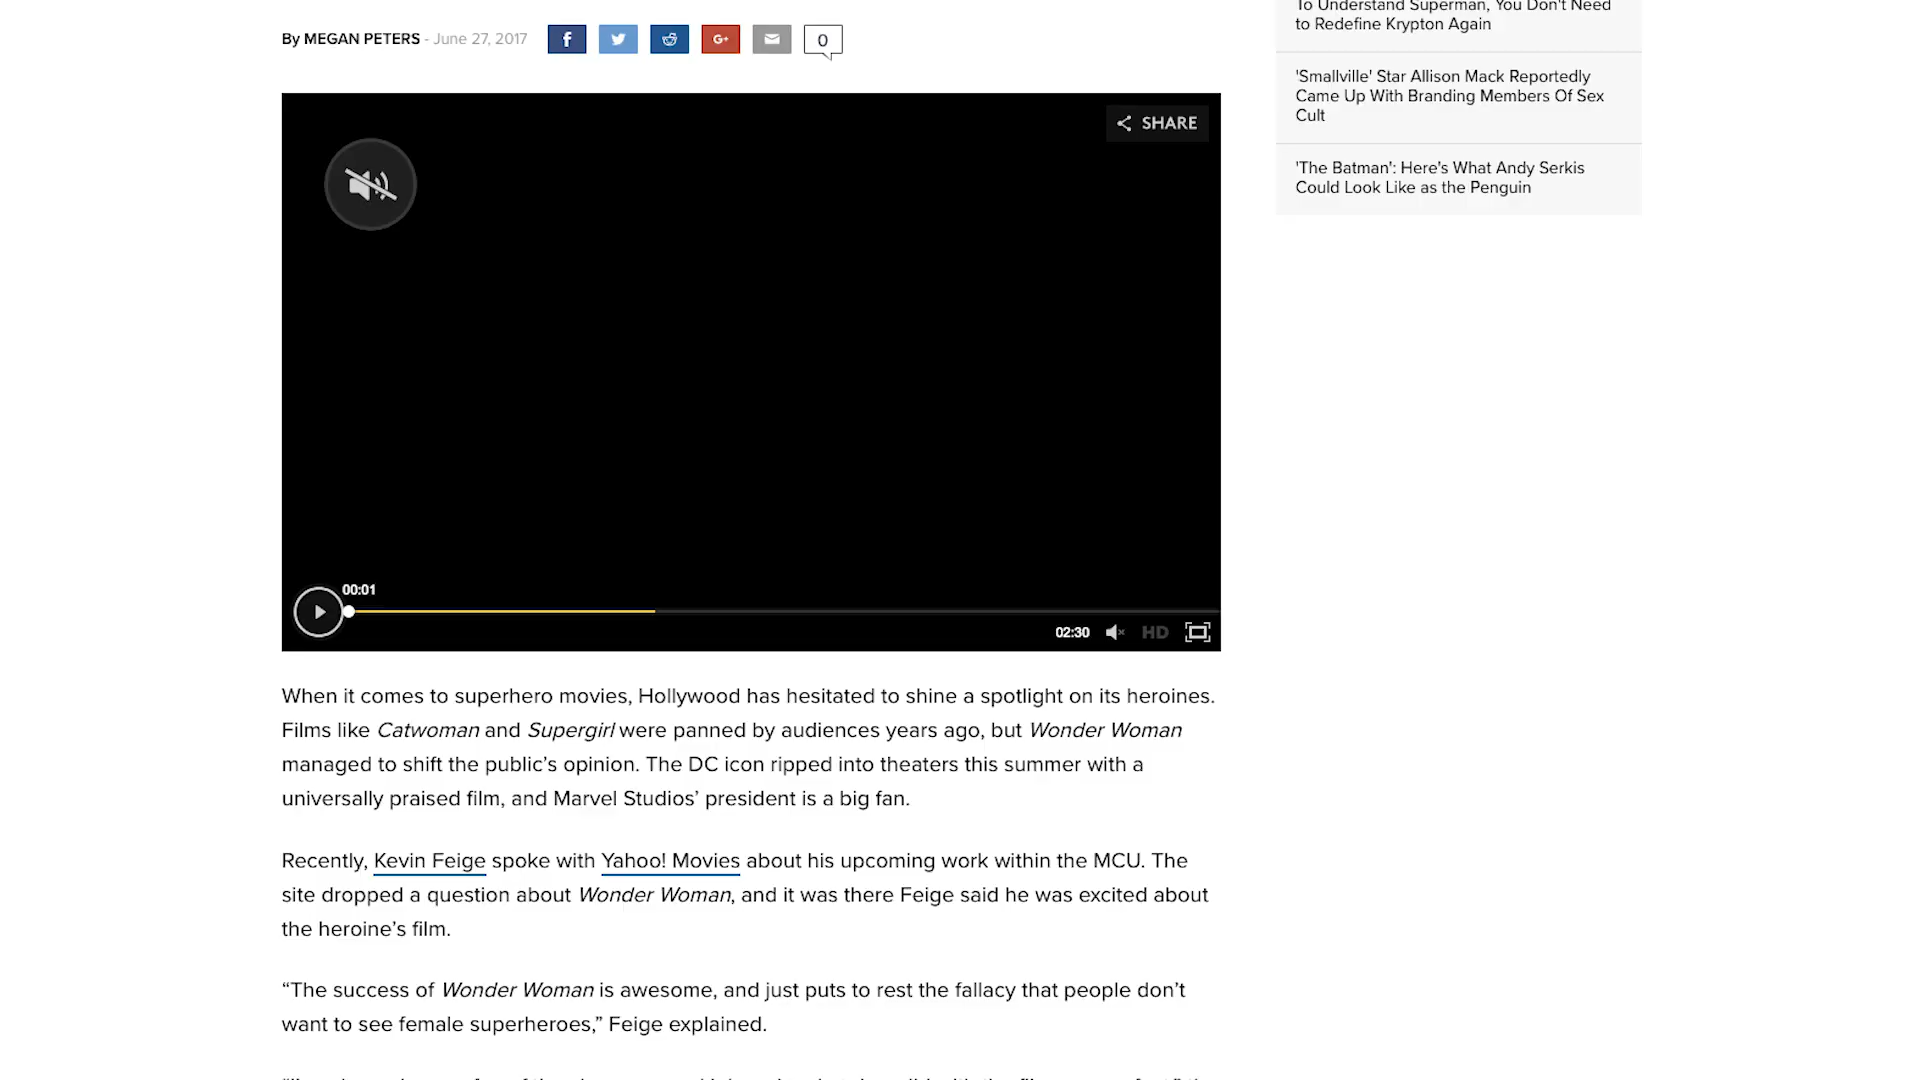 By MEGAN PETERS - June 27, 2017
0
SHARE
00:01
02:30
HD
When it comes to superhero movies, Hollywood has hesitated to shine a spotlight on its heroines.
Films like Catwoman and Supergirl were panned by audiences years ago, but Wonder Woman
managed to shift the public’s opinion. The DC icon ripped into theaters this summer with a
universally praised film, and Marvel Studios’ president is a big fan.
Recently, Kevin Feige spoke with Yahoo! Movies about his upcoming work within the MCU. The
site dropped a question about Wonder Woman, and it was there Feige said he was excited about
the heroine’s film.
“The success of Wonder Woman is awesome, and just puts to rest the fallacy that people don’t
want to see female superheroes,” Feige explained.
To Understand Superman, You Don't Need
to Redefine Krypton Again
'Smallville' Star Allison Mack Reportedly
Came Up With Branding Members Of Sex
Cult
'The Batman': Here's What Andy Serkis
Could Look Like as the Penguin